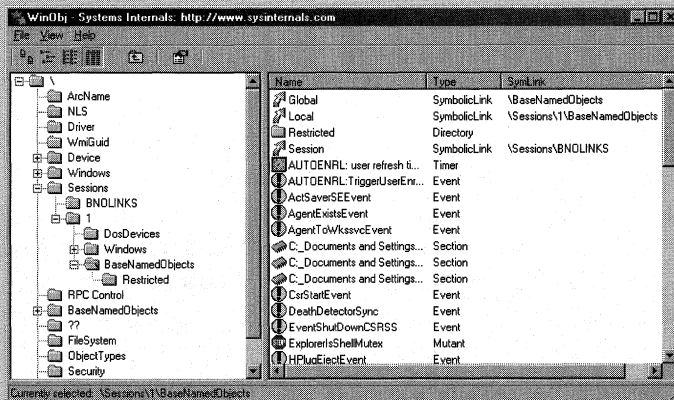 WinObj - Systems Internals: http://www.sysinternals.com
File View Help
\
ArcName
NLS
Driver
WmiGuid
Device
Windows
Sessions
BNOLINKS
1
DosDevices
Windows
BaseNamedObjects
Restricted
RPC Control
BaseNamedObjects
??
FileSystem
ObjectTypes
Security
Name Type SymLink
Global SymbolicLink \BaseNamedObjects
Local SymbolicLink \Sessions\1\BaseNamedObjects
Restricted Directory
Session SymbolicLink \Sessions\BNOLINKS
AUTOENRL: user refresh ti... Timer
AUTOENRL:TriggerUserEnr... Event
ActSaverSEEvent Event
AgentExistsEvent Event
AgentToWkssvcEvent Event
C:_Documents and Settings... Section
C:_Documents and Settings... Section
C:_Documents and Settings... Section
CsrStartEvent Event
DeathDetectorSync Event
EventShutDownCSRSS Event
ExplorerIsShellMutex Mutant
HPlugEjectEvent Event
Currently selected: \Sessions\1\BaseNamedObjects